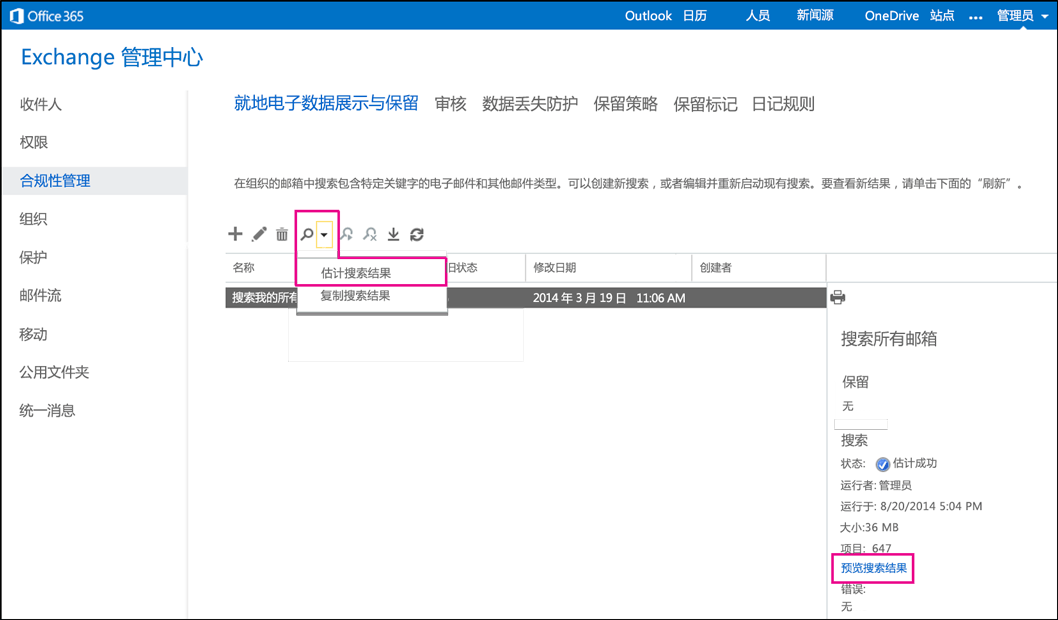 Office 365 Outlook 日历 人员 新闻源 OneDrive 站点 ... 管理员
Exchange 管理中心
收件人
权限
合规性管理
组织
保护
邮件流
移动
公用文件夹
统一消息
就地电子数据展示与保留 审核 数据丢失防护 保留策略 保留标记 日记规则
在组织的邮箱中搜索包含特定关键字的电子邮件和其他邮件类型。可以创建新搜索，或者编辑并重新启动现有搜索。要查看新结果，请单击下面的“刷新”。
名称 状态 修改日期 创建者
估计搜索结果
复制搜索结果
搜索我的所有 2014 年 3 月 19 日 11:06 AM
搜索所有邮箱
保留
无
搜索
状态: 估计成功
运行者: 管理员
运行于: 8/20/2014 5:04 PM
大小:36 MB
项目: 647
预览搜索结果
错误:
无